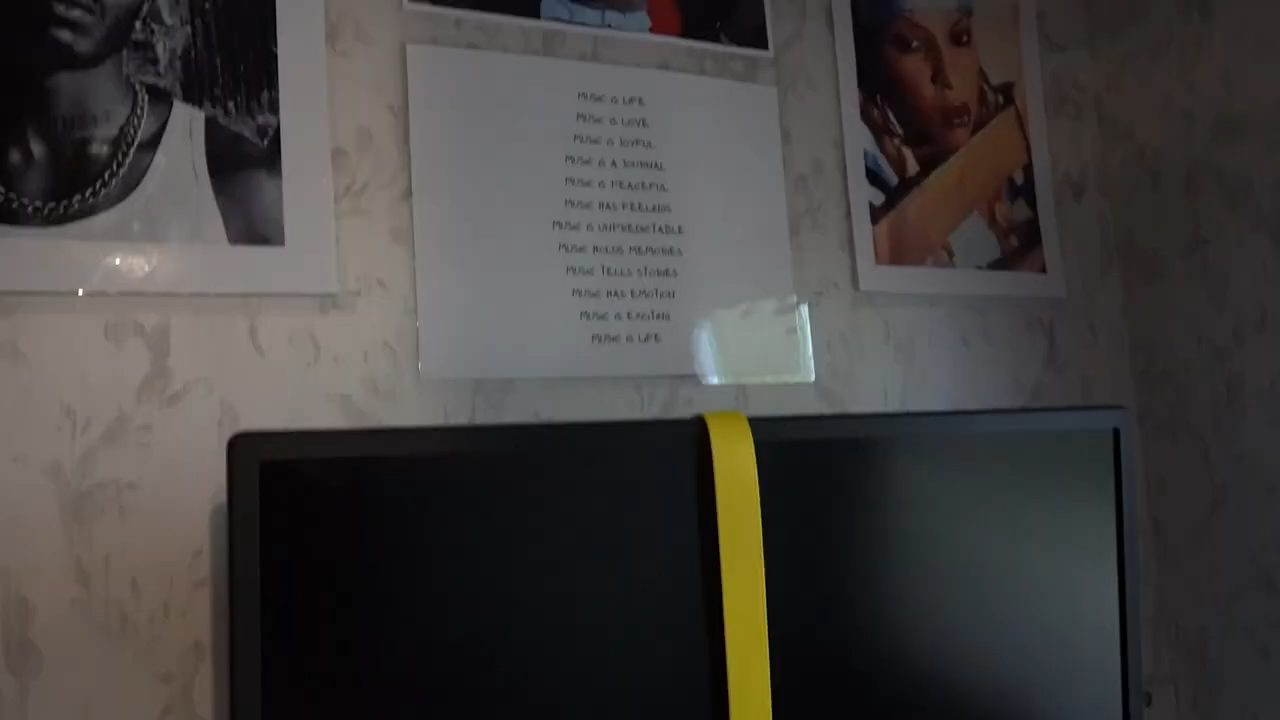 MUSIC IS LIFE
MUSIC IS LOVE
MUSIC IS JOYFUL
MUSIC IS A JOURNAL
MUSIC IS PEACEFUL
MUSIC HAS FEELINGS
MUSIC IS UNPREDICTABLE
MUSIC HOLDS MEMORIES
MUSIC TELLS STORIES
MUSIC HAS EMOTION
MUSIC IS EXCITING
MUSIC IS LIFE